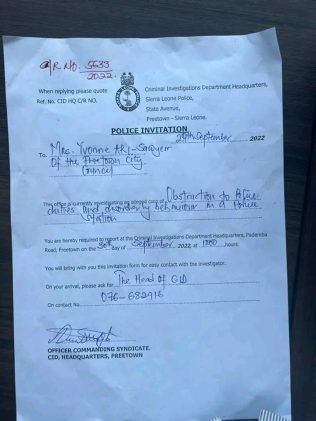 C/R NO. 5633
2022.
When replying please quote
Ref. No. CID HQ C/R NO.
Criminal Investigations Department Headquarters,
Sierra Leone Police,
State Avenue,
Freetown - Sierra Leone.
POLICE INVITATION
29th September 2022
To: Mrs. Yvonne Aki-Sawyerr
Of the Freetown City
Council
This office is currently investigating an alleged case of Obstruction to Police
duties and disorderly behaviour in a Police
Station
You are hereby required to report at the Criminal Investigations Department Headquarters, Pademba
Road, Freetown on the 30th day of September 2022, at 1000 hours.
You will bring with you this invitation form for easy contact with the investigator.
On your arrival, please ask for The Head of CID
On contact No. 076-682916
OFFICER COMMANDING SYNDICATE.
CID, HEADQUARTERS, FREETOWN